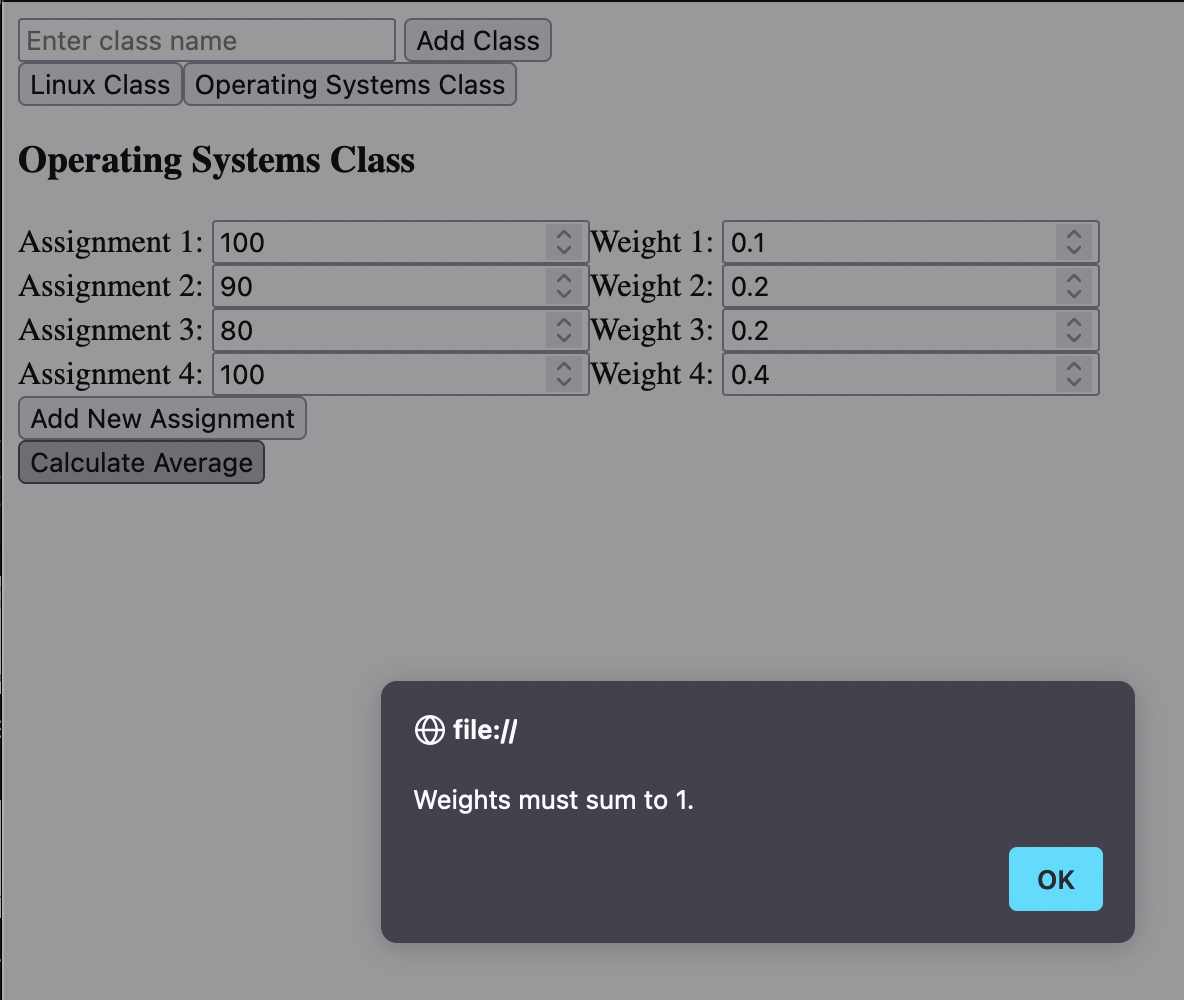 Enter class name Add Class
Linux Class Operating Systems Class
Operating Systems Class
Assignment 1: 100 Weight 1: 0.1
Assignment 2: 90 Weight 2: 0.2
Assignment 3: 80 Weight 3: 0.2
Assignment 4: 100 Weight 4: 0.4
Add New Assignment
Calculate Average
file://
Weights must sum to 1.
OK